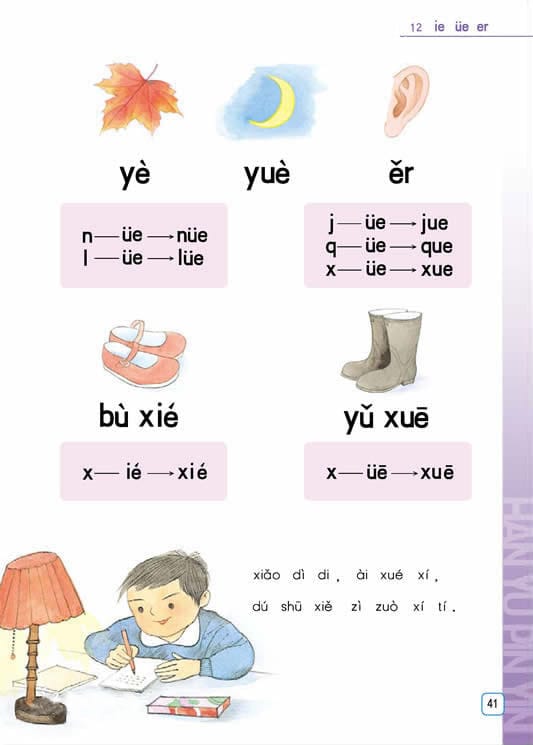 12 ie üe er
yè yuè ěr
n — üe → nüe
l — üe → lüe
j — üe → jue
q — üe → que
x — üe → xue
bù xié
yǔ xuē
x — ié → xié
x — üē → xuē
xiǎo dì di , ài xué xí ,
dú shū xiě zì zuò xí tí .
41
HAN YU PIN YIN